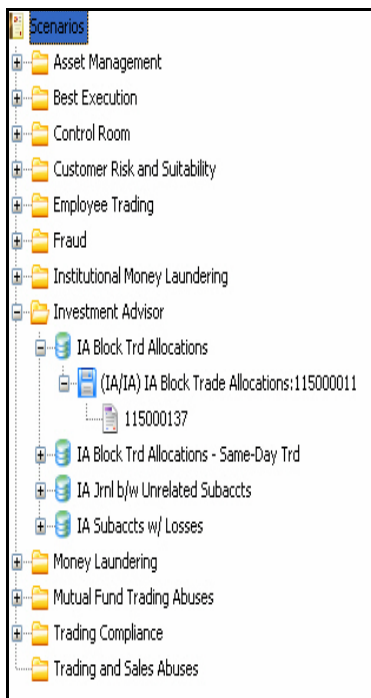 Scenarios
Asset Management
Best Execution
Control Room
Customer Risk and Suitability
Employee Trading
Fraud
Institutional Money Laundering
Investment Advisor
IA Block Trd Allocations
(IA/IA) IA Block Trade Allocations:115000011
115000137
IA Block Trd Allocations - Same-Day Trd
IA Jrnl b/w Unrelated Subaccts
IA Subaccts w/ Losses
Money Laundering
Mutual Fund Trading Abuses
Trading Compliance
Trading and Sales Abuses